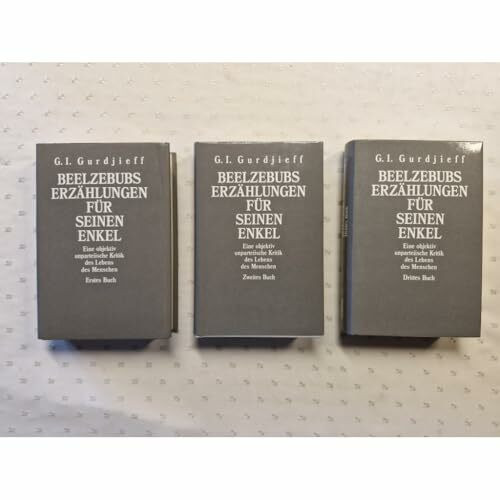 G. I. Gurdjieff
BEELZEBUBS
ERZÄHLUNGEN
FÜR
SEINEN
ENKEL
Eine objektiv
unparteiische Kritik
des Lebens
des Menschen
Erstes Buch
G. I. Gurdjieff
BEELZEBUBS
ERZÄHLUNGEN
FÜR
SEINEN
ENKEL
Eine objektiv
unparteiische Kritik
des Lebens
des Menschen
Zweites Buch
G. I. Gurdjieff
BEELZEBUBS
ERZÄHLUNGEN
FÜR
SEINEN
ENKEL
Eine objektiv
unparteiische Kritik
des Lebens
des Menschen
Drittes Buch